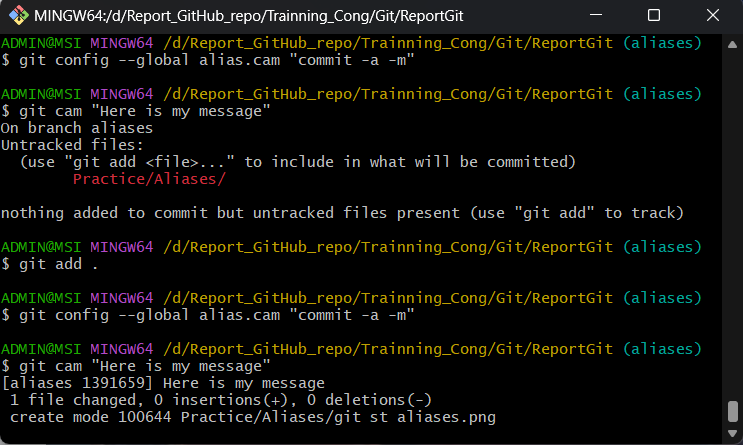 MINGW64:/d/Report_GitHub_repo/Trainning_Cong/Git/ReportGit
ADMIN@MSI MINGW64 /d/Report_GitHub_repo/Trainning_Cong/Git/ReportGit (aliases)
$ git config --global alias.cam "commit -a -m"
ADMIN@MSI MINGW64 /d/Report_GitHub_repo/Trainning_Cong/Git/ReportGit (aliases)
$ git cam "Here is my message"
On branch aliases
Untracked files:
  (use "git add <file>..." to include in what will be committed)
        Practice/Aliases/
nothing added to commit but untracked files present (use "git add" to track)
ADMIN@MSI MINGW64 /d/Report_GitHub_repo/Trainning_Cong/Git/ReportGit (aliases)
$ git add .
ADMIN@MSI MINGW64 /d/Report_GitHub_repo/Trainning_Cong/Git/ReportGit (aliases)
$ git config --global alias.cam "commit -a -m"
ADMIN@MSI MINGW64 /d/Report_GitHub_repo/Trainning_Cong/Git/ReportGit (aliases)
$ git cam "Here is my message"
[aliases 1391659] Here is my message
 1 file changed, 0 insertions(+), 0 deletions(-)
 create mode 100644 Practice/Aliases/git st aliases.png